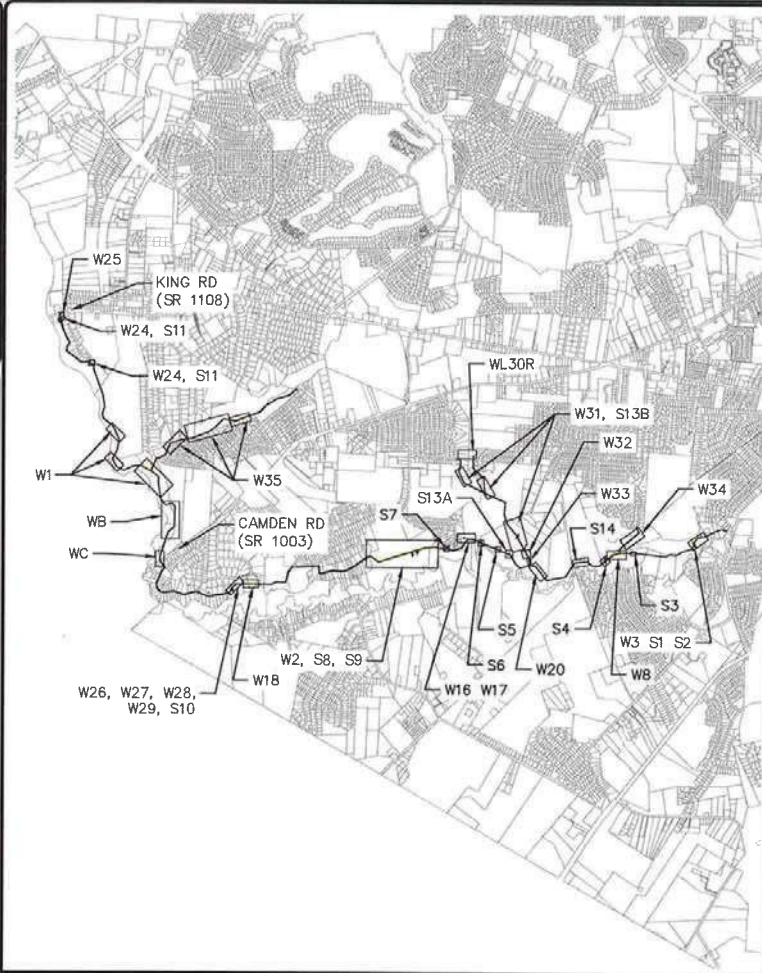 W25
KING RD
(SR 1108)
W24, S11
W24, S11
WL30R
W31, S13B
W32
W1
W35
S13A
W33
W34
WB
S7
S14
CAMDEN RD
(SR 1003)
WC
S5
S4
S3
W2, S8, S9
S6
W20
W3 S1 S2
W18
W16 W17
W8
W26, W27, W28,
W29, S10